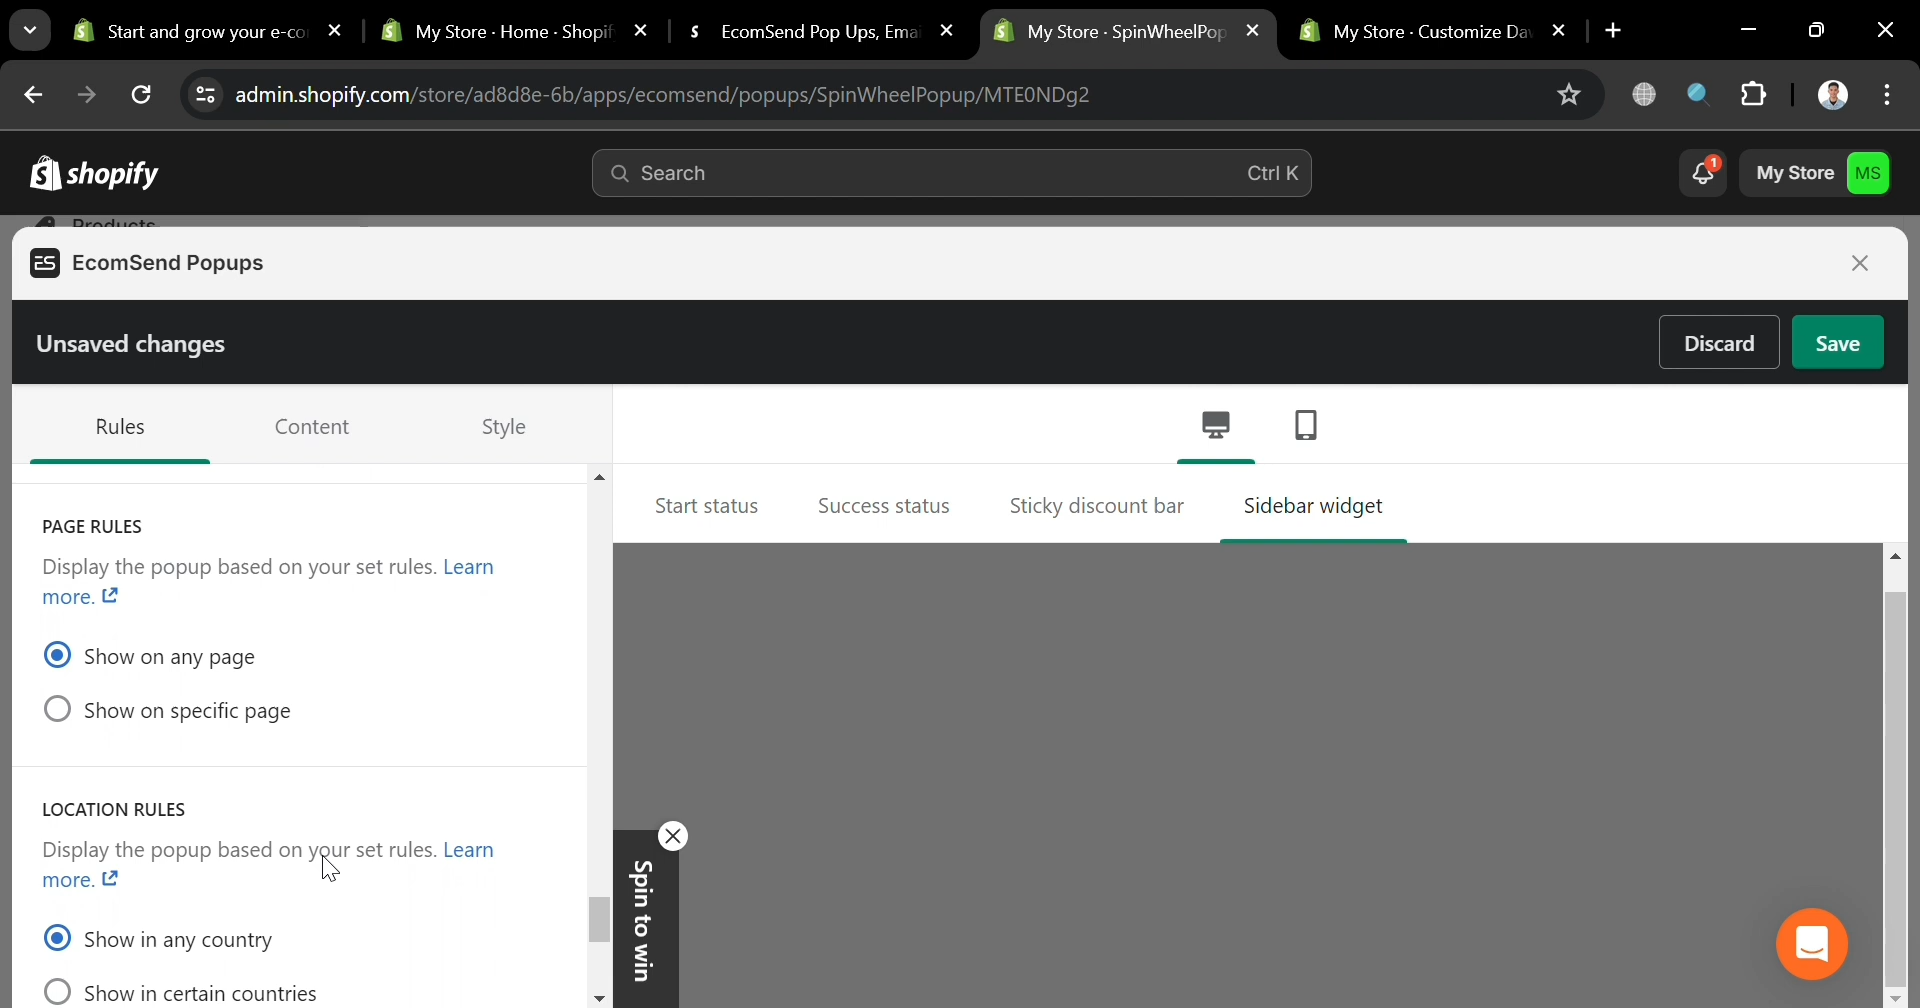 Start and grow your e-co
My Store · Home · Shopif
EcomSend Pop Ups, Emai
My Store · SpinWheelPop
My Store · Customize Da
admin.shopify.com/store/ad8d8e-6b/apps/ecomsend/popups/SpinWheelPopup/MTE0NDg2
shopify
Search
Ctrl K
1
My Store
MS
Products
ES
EcomSend Popups
Unsaved changes
Discard
Save
Rules
Content
Style
PAGE RULES
Display the popup based on your set rules. Learn
more.
Show on any page
Show on specific page
LOCATION RULES
Display the popup based on your set rules. Learn
more.
Show in any country
Show in certain countries
Start status
Success status
Sticky discount bar
Sidebar widget
Spin to win